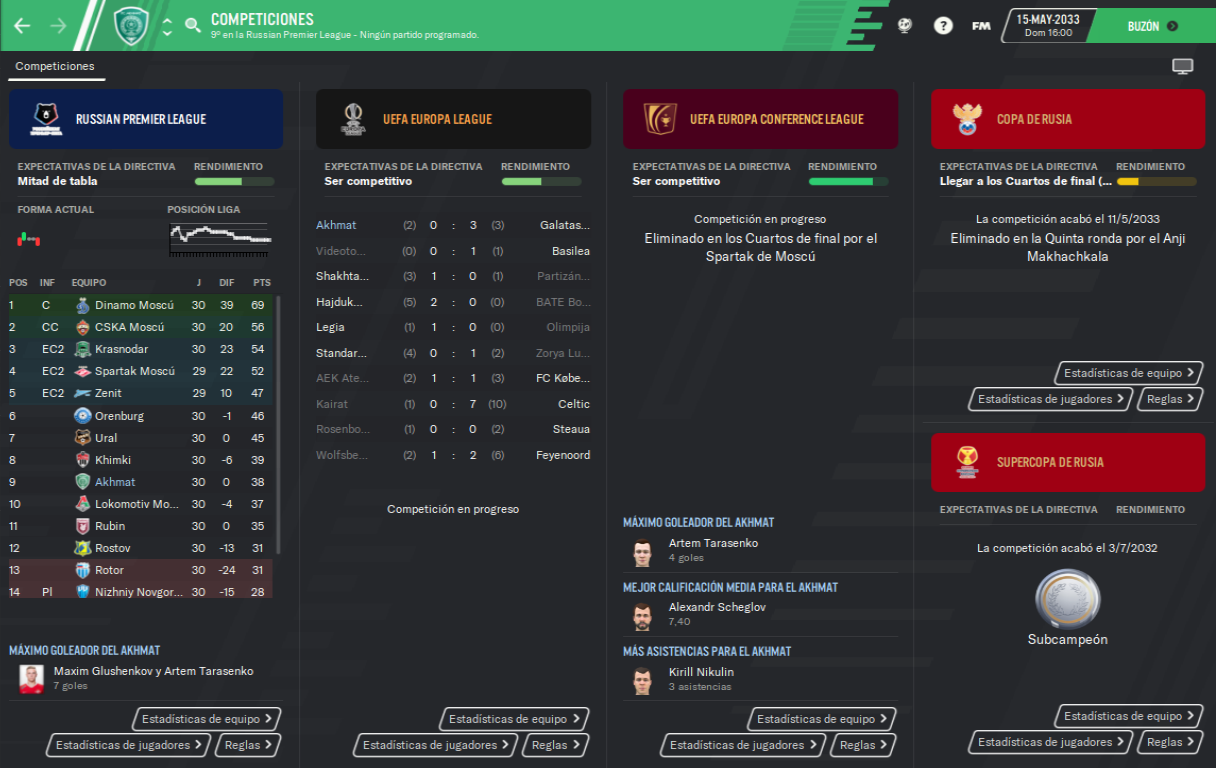 COMPETICIONES
9º en la Russian Premier League - Ningún partido programado.
?
FM
15-MAY-2033
Dom 16:00
BUZÓN
Competiciones
RUSSIAN PREMIER LEAGUE
EXPECTATIVAS DE LA DIRECTIVA RENDIMIENTO
Mitad de tabla
FORMA ACTUAL POSICIÓN LIGA
POS INF EQUIPO J DIF PTS
1 C Dinamo Moscú 30 39 69
2 CC CSKA Moscú 30 20 56
3 EC2 Krasnodar 30 23 54
4 EC2 Spartak Moscú 29 22 52
5 EC2 Zenit 29 10 47
6 Orenburg 30 -1 46
7 Ural 30 0 45
8 Khimki 30 -6 39
9 Akhmat 30 0 38
10 Lokomotiv Mo... 30 -4 37
11 Rubin 30 0 35
12 Rostov 30 -13 31
13 Rotor 30 -24 31
14 Pl Nizhniy Novgor... 30 -15 28
MÁXIMO GOLEADOR DEL AKHMAT
Maxim Glushenkov y Artem Tarasenko
7 goles
Estadísticas de equipo
Estadísticas de jugadores Reglas
UEFA EUROPA LEAGUE
EXPECTATIVAS DE LA DIRECTIVA RENDIMIENTO
Ser competitivo
Akhmat (2) 0 : 3 (3) Galatas...
Videoto... (0) 0 : 1 (1) Basilea
Shakhta... (3) 1 : 0 (1) Partizán...
Hajduk... (5) 2 : 0 (0) BATE Bo...
Legia (1) 1 : 0 (0) Olimpija
Standar... (4) 0 : 1 (2) Zorya Lu...
AEK Ate... (2) 1 : 1 (3) FC Købe...
Kairat (1) 0 : 7 (10) Celtic
Rosenbo... (1) 0 : 0 (2) Steaua
Wolfsbe... (2) 1 : 2 (6) Feyenoord
Competición en progreso
Estadísticas de equipo
Estadísticas de jugadores Reglas
UEFA EUROPA CONFERENCE LEAGUE
EXPECTATIVAS DE LA DIRECTIVA RENDIMIENTO
Ser competitivo
Competición en progreso
Eliminado en los Cuartos de final por el
Spartak de Moscú
MÁXIMO GOLEADOR DEL AKHMAT
Artem Tarasenko
4 goles
MEJOR CALIFICACIÓN MEDIA PARA EL AKHMAT
Alexandr Scheglov
7,40
MÁS ASISTENCIAS PARA EL AKHMAT
Kirill Nikulin
3 asistencias
Estadísticas de equipo
Estadísticas de jugadores Reglas
COPA DE RUSIA
EXPECTATIVAS DE LA DIRECTIVA RENDIMIENTO
Llegar a los Cuartos de final (...
La competición acabó el 11/5/2033
Eliminado en la Quinta ronda por el Anji
Makhachkala
Estadísticas de equipo
Estadísticas de jugadores Reglas
SUPERCOPA DE RUSIA
EXPECTATIVAS DE LA DIRECTIVA RENDIMIENTO
La competición acabó el 3/7/2032
Subcampeón
Estadísticas de equipo
Estadísticas de jugadores Reglas